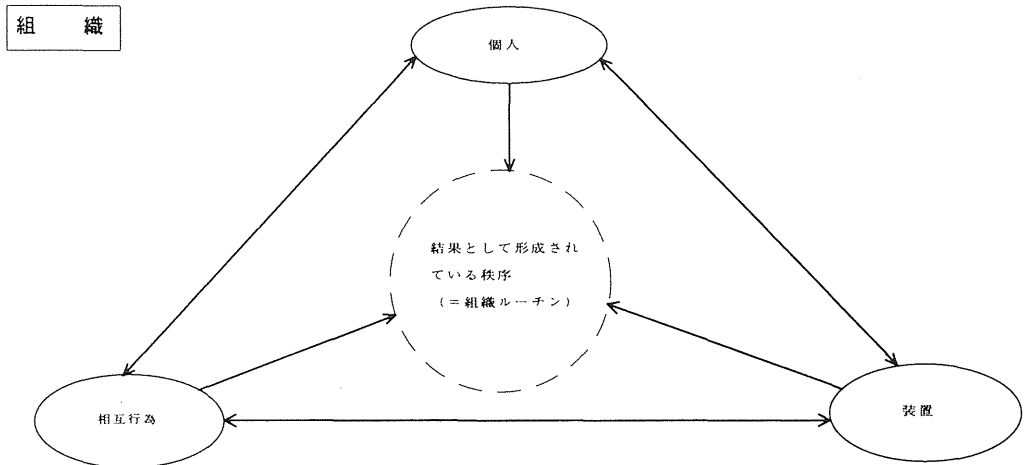 組 織
個人
結果として形成され
ている秩序
（＝組織ルーチン）
相互行為
装置